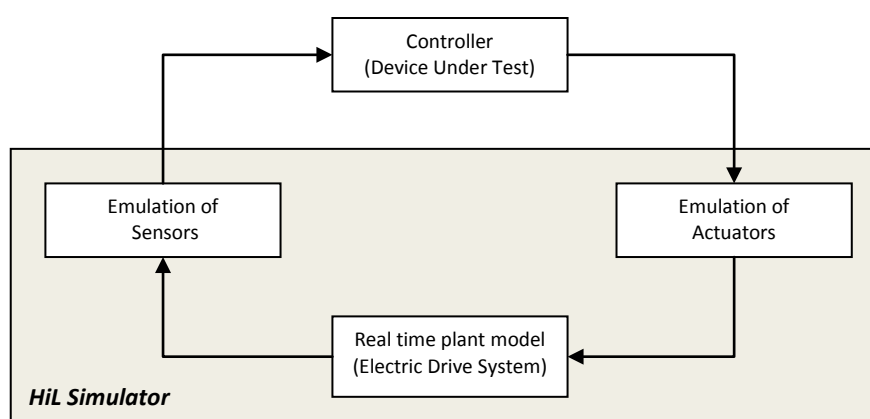 Controller
(Device Under Test)
Emulation of
Sensors
Emulation of
Actuators
Real time plant model
(Electric Drive System)
HiL Simulator